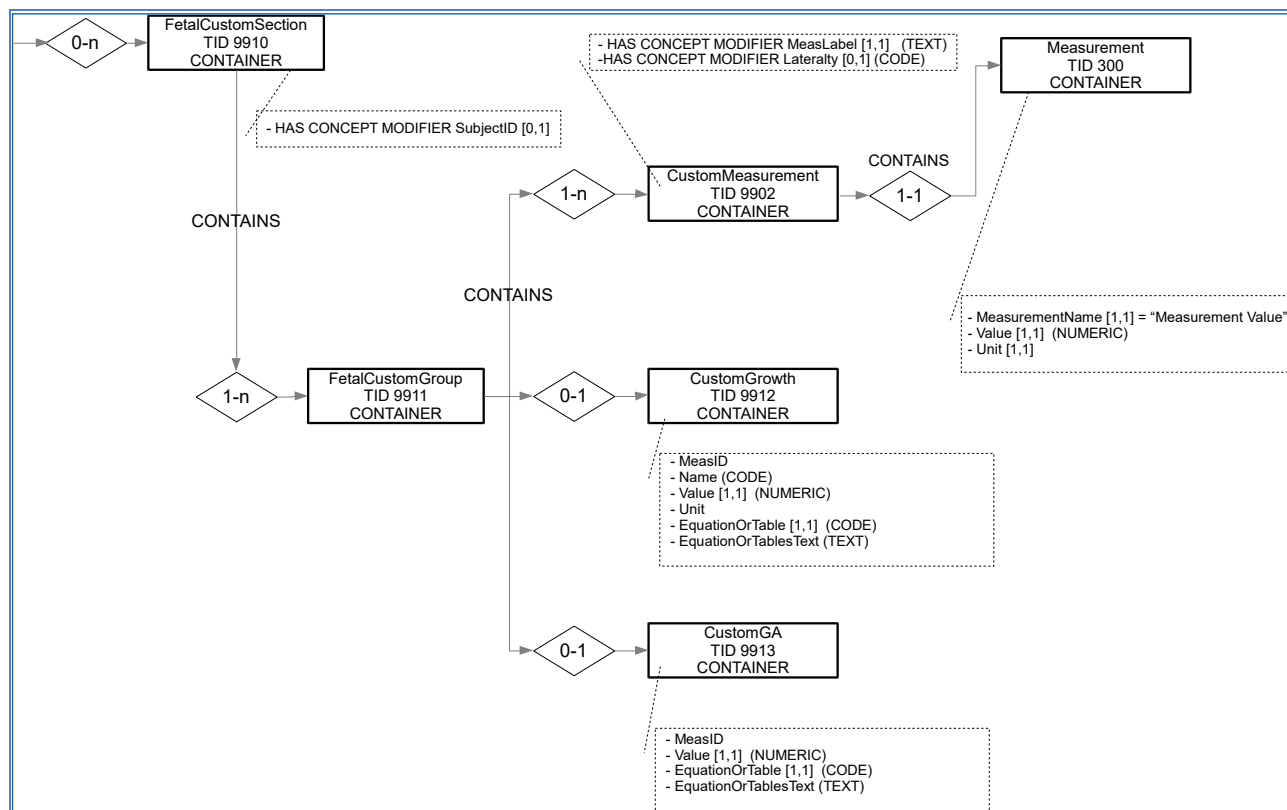 FetalCustomSection
TID 9910
CONTAINER
0-n
- HAS CONCEPT MODIFIER MeasLabel [1,1] (TEXT)
-HAS CONCEPT MODIFIER Lateralty [0,1] (CODE)
Measurement
TID 300
CONTAINER
- HAS CONCEPT MODIFIER SubjectID [0,1]
CONTAINS
1-n
CustomMeasurement
TID 9902
CONTAINER
CONTAINS
1-1
CONTAINS
- MeasurementName [1,1] = “Measurement Value”
- Value [1,1] (NUMERIC)
- Unit [1,1]
1-n
FetalCustomGroup
TID 9911
CONTAINER
0-1
CustomGrowth
TID 9912
CONTAINER
- MeasID
- Name (CODE)
- Value [1,1] (NUMERIC)
- Unit
- EquationOrTable [1,1] (CODE)
- EquationOrTablesText (TEXT)
0-1
CustomGA
TID 9913
CONTAINER
- MeasID
- Value [1,1] (NUMERIC)
- EquationOrTable [1,1] (CODE)
- EquationOrTablesText (TEXT)